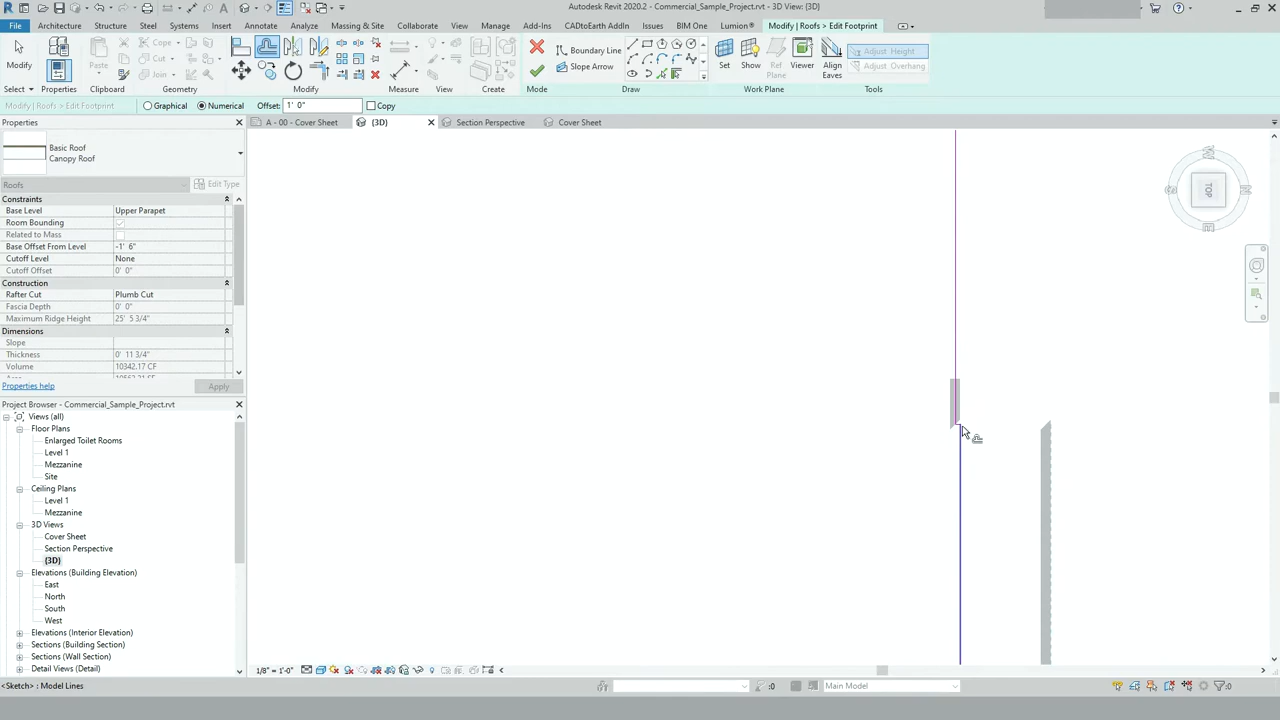 Autodesk Revit 2020.2 - Commercial_Sample_Project.rvt - 3D View: {3D}
File Architecture Structure Steel Systems Insert Annotate Analyze Massing & Site Collaborate View Manage Add-Ins CADtoEarth AddIn Issues BIM One Lumion® Modify | Roofs > Edit Footprint
Cope
Cut
Join
Paste
Modify
Boundary Line
Slope Arrow
Set Show Ref Plane Viewer Align Eaves
Adjust Height
Adjust Overhang
Select Properties Clipboard Geometry Modify View Measure Create Mode Draw Work Plane Tools
Modify | Roofs > Edit Footprint Graphical Numerical Offset: 1' 0" Copy
Properties
A - 00 - Cover Sheet {3D} Section Perspective Cover Sheet
Basic Roof
Canopy Roof
Roofs Edit Type
Constraints
Base Level Upper Parapet
Room Bounding
Related to Mass
Base Offset From Level -1' 6"
Cutoff Level None
Cutoff Offset 0' 0"
Construction
Rafter Cut Plumb Cut
Fascia Depth 0' 0"
Maximum Ridge Height 25' 5 3/4"
Dimensions
Slope
Thickness 0' 11 3/4"
Volume 10342.17 CF
Properties help Apply
Project Browser - Commercial_Sample_Project.rvt
Views (all)
Floor Plans
Enlarged Toilet Rooms
Level 1
Mezzanine
Site
Ceiling Plans
Level 1
Mezzanine
3D Views
Cover Sheet
Section Perspective
{3D}
Elevations (Building Elevation)
East
North
South
West
Elevations (Interior Elevation)
Sections (Building Section)
Sections (Wall Section)
Detail Views (Detail)
TOP
W
E
1/8" = 1'-0"
<Sketch> : Model Lines
:0
Main Model
:0